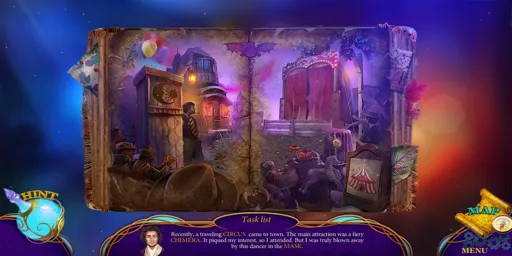 HINT
Task list
Recently, a traveling CIRCUS came to town. The main attraction was a fiery
CHIMERA. It piqued my interest, so I attended. But I was truly blown away
by this dancer in the MASK.
MAP
MENU